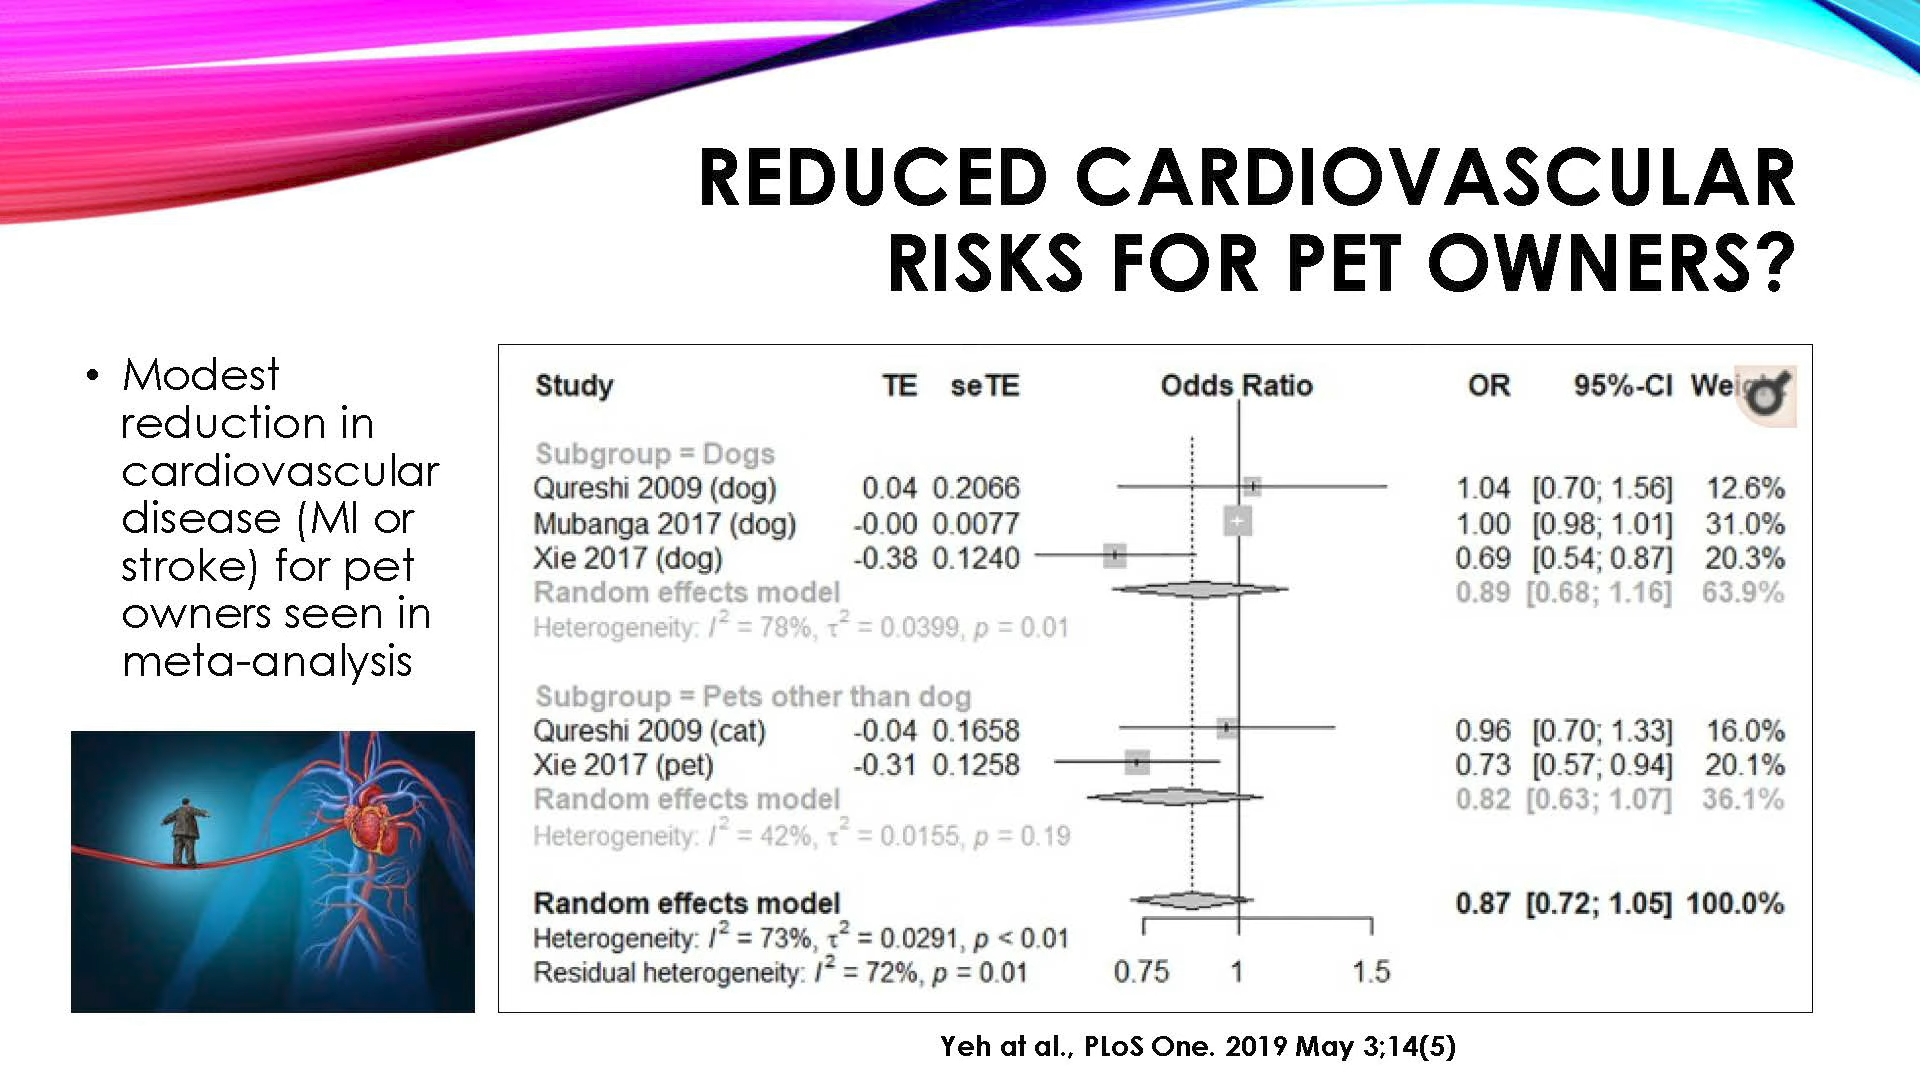 REDUCED CARDIOVASCULAR
RISKS FOR PET OWNERS?
• Modest
reduction in
cardiovascular
disease (MI or
stroke) for pet
owners seen in
meta-analysis
Study TE seTE Odds Ratio OR 95%-CI
Subgroup = Dogs
Qureshi 2009 (dog) 0.04 0.2066 1.04 [0.70; 1.56] 12.6%
Mubanga 2017 (dog) -0.00 0.0077 1.00 [0.98; 1.01] 31.0%
Xie 2017 (dog) -0.38 0.1240 0.69 [0.54; 0.87] 20.3%
Random effects model 0.89 [0.68; 1.16] 63.9%
Heterogeneity: I² = 78%, τ² = 0.0399, p = 0.01
Subgroup = Pets other than dog
Qureshi 2009 (cat) -0.04 0.1658 0.96 [0.70; 1.33] 16.0%
Xie 2017 (pet) -0.31 0.1258 0.73 [0.57; 0.94] 20.1%
Random effects model 0.82 [0.63; 1.07] 36.1%
Heterogeneity: I² = 42%, τ² = 0.0155, p = 0.19
Random effects model 0.87 [0.72; 1.05] 100.0%
Heterogeneity: I² = 73%, τ² = 0.0291, p < 0.01
Residual heterogeneity: I² = 72%, p = 0.01
0.75 1 1.5
Yeh at al., PLoS One. 2019 May 3;14(5)